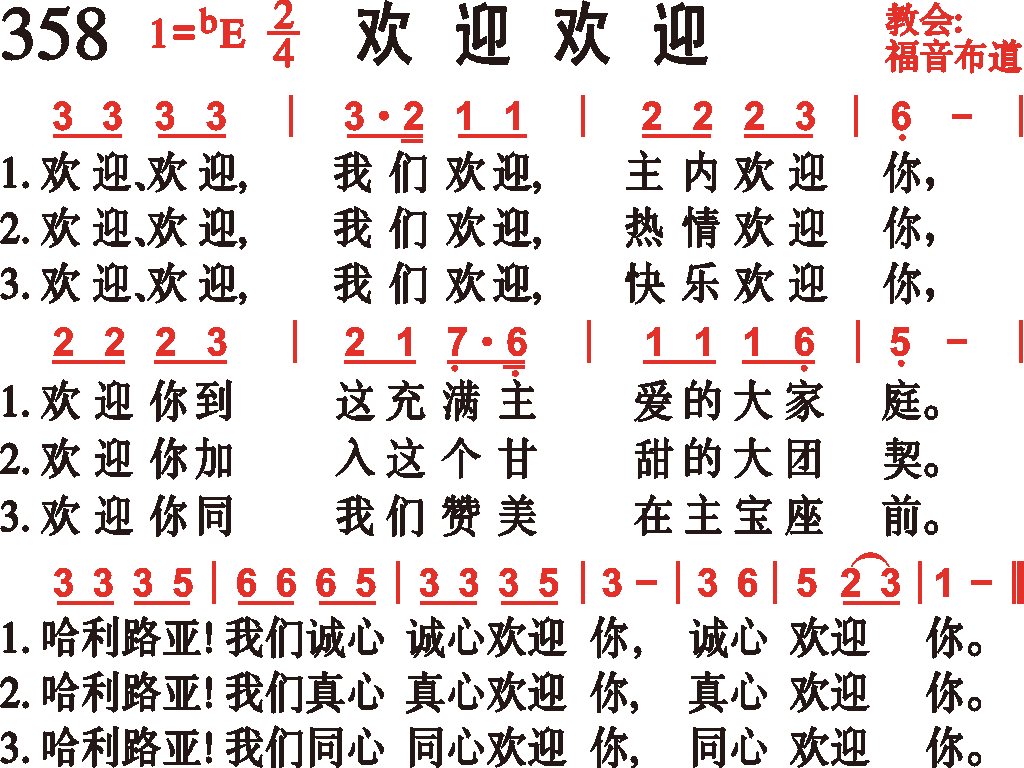 358 1=ᵇE 2/4 欢迎欢迎 教会:
福音布道
3 3 3 3 | 3·2 1 1 | 2 2 2 3 | 6̣ – |
1. 欢迎、欢迎, 我们欢迎, 主内欢迎 你,
2. 欢迎、欢迎, 我们欢迎, 热情欢迎 你,
3. 欢迎、欢迎, 我们欢迎, 快乐欢迎 你,
2 2 2 3 | 2 1 7̣·6̣ | 1 1 1 6̣ | 5̣ – |
1. 欢迎你到 这充满主 爱的大家 庭。
2. 欢迎你加 入这个甘 甜的大团 契。
3. 欢迎你同 我们赞美 在主宝座 前。
3 3 3 5 | 6 6 6 5 | 3 3 3 5 | 3 – | 3 6 | 5 2 3 | 1 – ‖
1. 哈利路亚! 我们诚心 诚心欢迎 你, 诚心 欢迎 你。
2. 哈利路亚! 我们真心 真心欢迎 你, 真心 欢迎 你。
3. 哈利路亚! 我们同心 同心欢迎 你, 同心 欢迎 你。